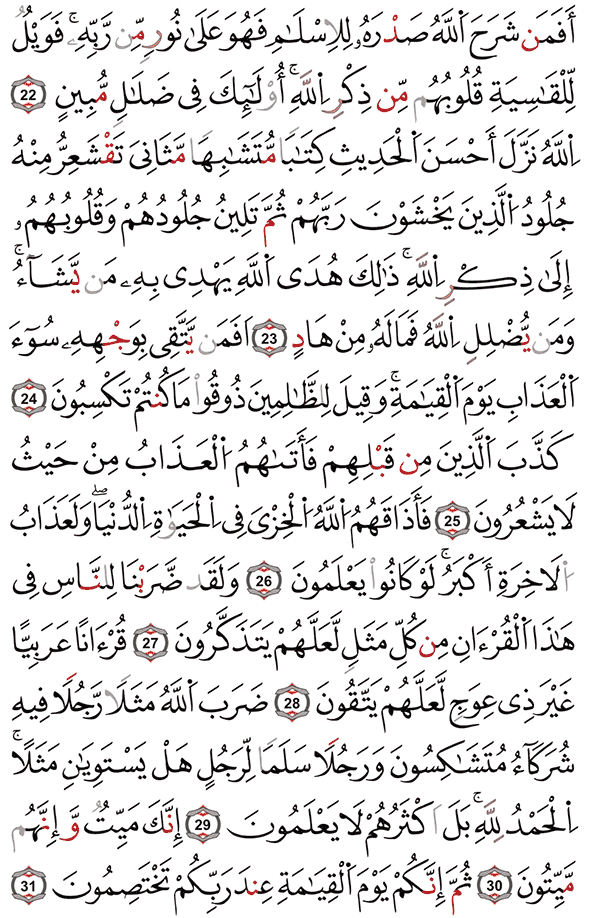 أَفَمَن شَرَحَ ٱللَّهُ صَدْرَهُۥ لِلِاسْلَٰمِ فَهُوَ عَلَىٰ نُورٍ مِّن رَّبِّهِۦۚ فَوَيْلٌ
لِّلْقَٰسِيَةِ قُلُوبُهُم مِّن ذِكْرِ ٱللَّهِۚ أُوْلَٰٓئِكَ فِى ضَلَٰلٍ مُّبِينٍ 22
ٱللَّهُ نَزَّلَ أَحْسَنَ ٱلْحَدِيثِ كِتَٰبًا مُّتَشَٰبِهًا مَّثَانِىَ تَقْشَعِرُّ مِنْهُ
جُلُودُ ٱلَّذِينَ يَخْشَوْنَ رَبَّهُمْ ثُمَّ تَلِينُ جُلُودُهُمْ وَقُلُوبُهُمُۥٓ
إِلَىٰ ذِكْرِ ٱللَّهِۚ ذَٰلِكَ هُدَى ٱللَّهِ يَهْدِى بِهِۦ مَن يَّشَآءُۚ
وَمَن يُّضْلِلِ ٱللَّهُ فَمَا لَهُۥ مِنْ هَادٍ 23 اَفَمَن يَّتَّقِى بِوَجْهِهِۦ سُوٓءَ
ٱلْعَذَابِ يَوْمَ ٱلْقِيَٰمَةِۚ وَقِيلَ لِلظَّٰلِمِينَ ذُوقُوا۟ مَا كُنتُمْ تَكْسِبُونَ 24
كَذَّبَ ٱلَّذِينَ مِن قَبْلِهِمْ فَأَتَىٰهُمُ ٱلْعَذَابُ مِنْ حَيْثُ
لَا يَشْعُرُونَ 25 فَأَذَاقَهُمُ ٱللَّهُ ٱلْخِزْىَ فِى ٱلْحَيَوٰةِ ٱلدُّنْيَاۖ وَلَعَذَابُ
ٱلَاخِرَةِ أَكْبَرُۚ لَوْ كَانُوا۟ يَعْلَمُونَ 26 وَلَقَد ضَّرَبْنَا لِلنَّاسِ فِى
هَٰذَا ٱلْقُرْءَانِ مِن كُلِّ مَثَلٍ لَّعَلَّهُمْ يَتَذَكَّرُونَ 27 قُرْءَانًا عَرَبِيًّا
غَيْرَ ذِى عِوَجٍ لَّعَلَّهُمْ يَتَّقُونَ 28 ضَرَبَ ٱللَّهُ مَثَلًا رَّجُلًا فِيهِ
شُرَكَآءُ مُتَشَٰكِسُونَ وَرَجُلًا سَلَمًا لِّرَجُلٍ هَلْ يَسْتَوِيَٰنِ مَثَلًاۚ
ٱلْحَمْدُ لِلَّهِۚ بَلَ اَكْثَرُهُمْ لَا يَعْلَمُونَ 29 إِنَّكَ مَيِّتٌ وَّإِنَّهُم
مَّيِّتُونَ 30 ثُمَّ إِنَّكُمْ يَوْمَ ٱلْقِيَٰمَةِ عِندَ رَبِّكُمْ تَخْتَصِمُونَ 31